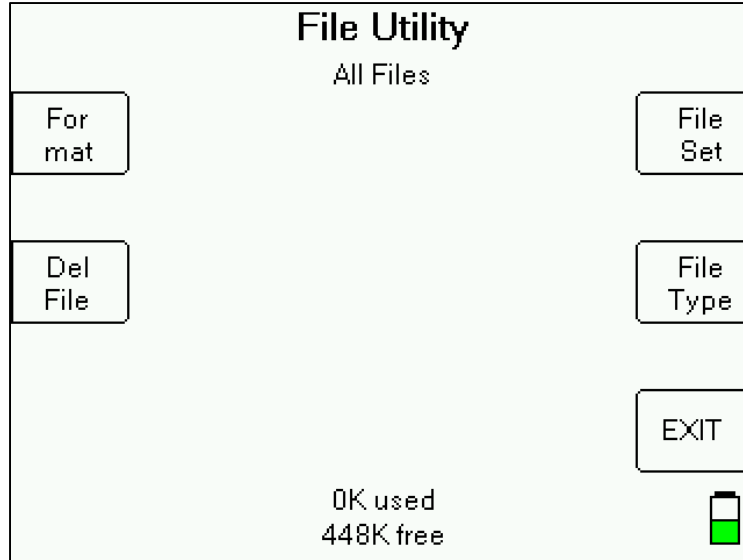 File Utility
All Files
For
mat
File
Set
Del
File
File
Type
EXIT
0K used
448K free